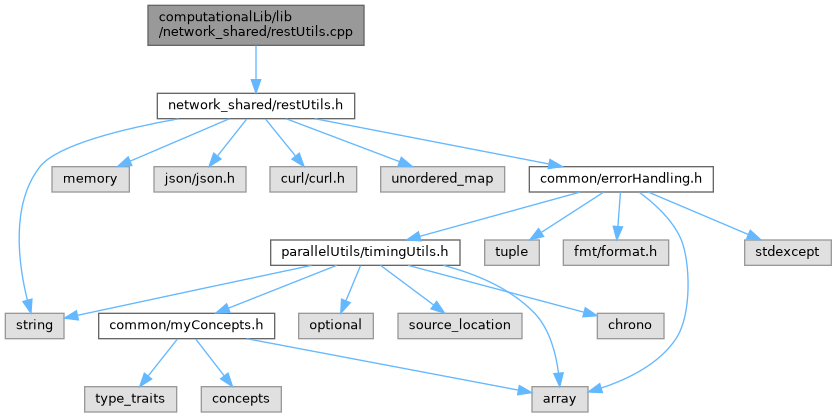 computationalLib/lib
/network_shared/restUtils.cpp
network_shared/restUtils.h
memory
json/json.h
curl/curl.h
unordered_map
common/errorHandling.h
parallelUtils/timingUtils.h
tuple
fmt/format.h
stdexcept
string
common/myConcepts.h
optional
source_location
chrono
type_traits
concepts
array